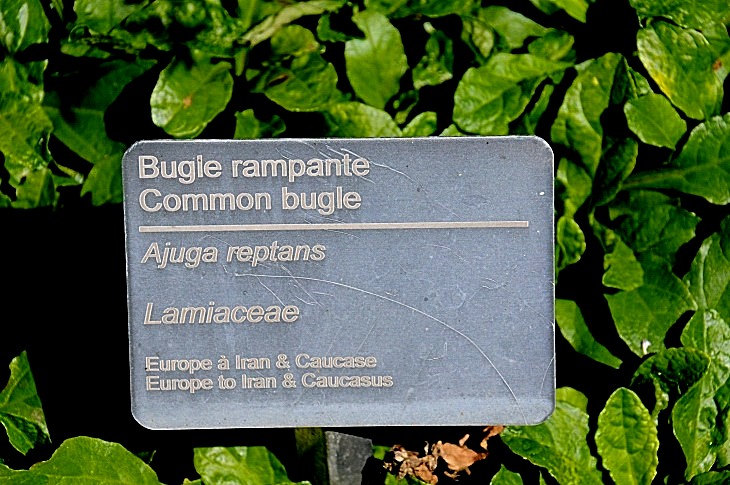 Bugle rampante
Common bugle
Ajuga reptans
Lamiaceae
Europe à Iran & Caucase
Europe to Iran & Caucasus